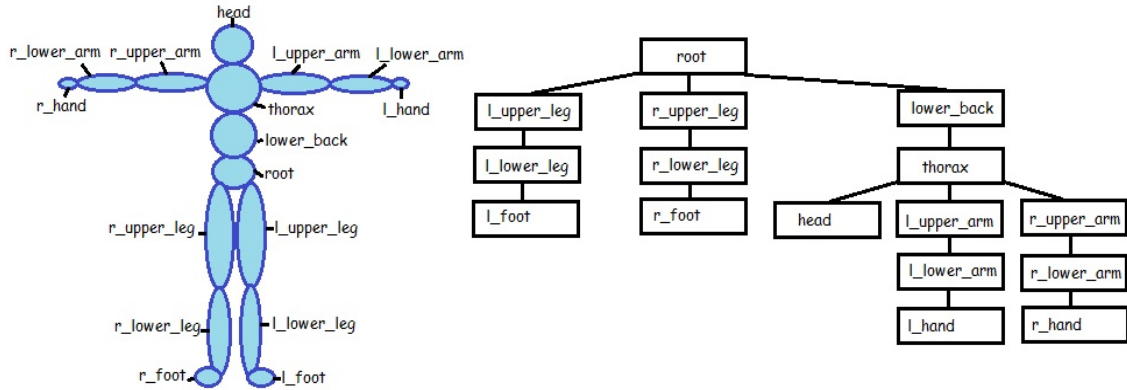 head
r_lower_arm
r_upper_arm
l_upper_arm
l_lower_arm
r_hand
thorax
l_hand
lower_back
root
r_upper_leg
l_upper_leg
r_lower_leg
l_lower_leg
r_foot
l_foot
root
l_upper_leg
r_upper_leg
lower_back
l_lower_leg
r_lower_leg
thorax
l_foot
r_foot
head
l_upper_arm
r_upper_arm
l_lower_arm
r_lower_arm
l_hand
r_hand